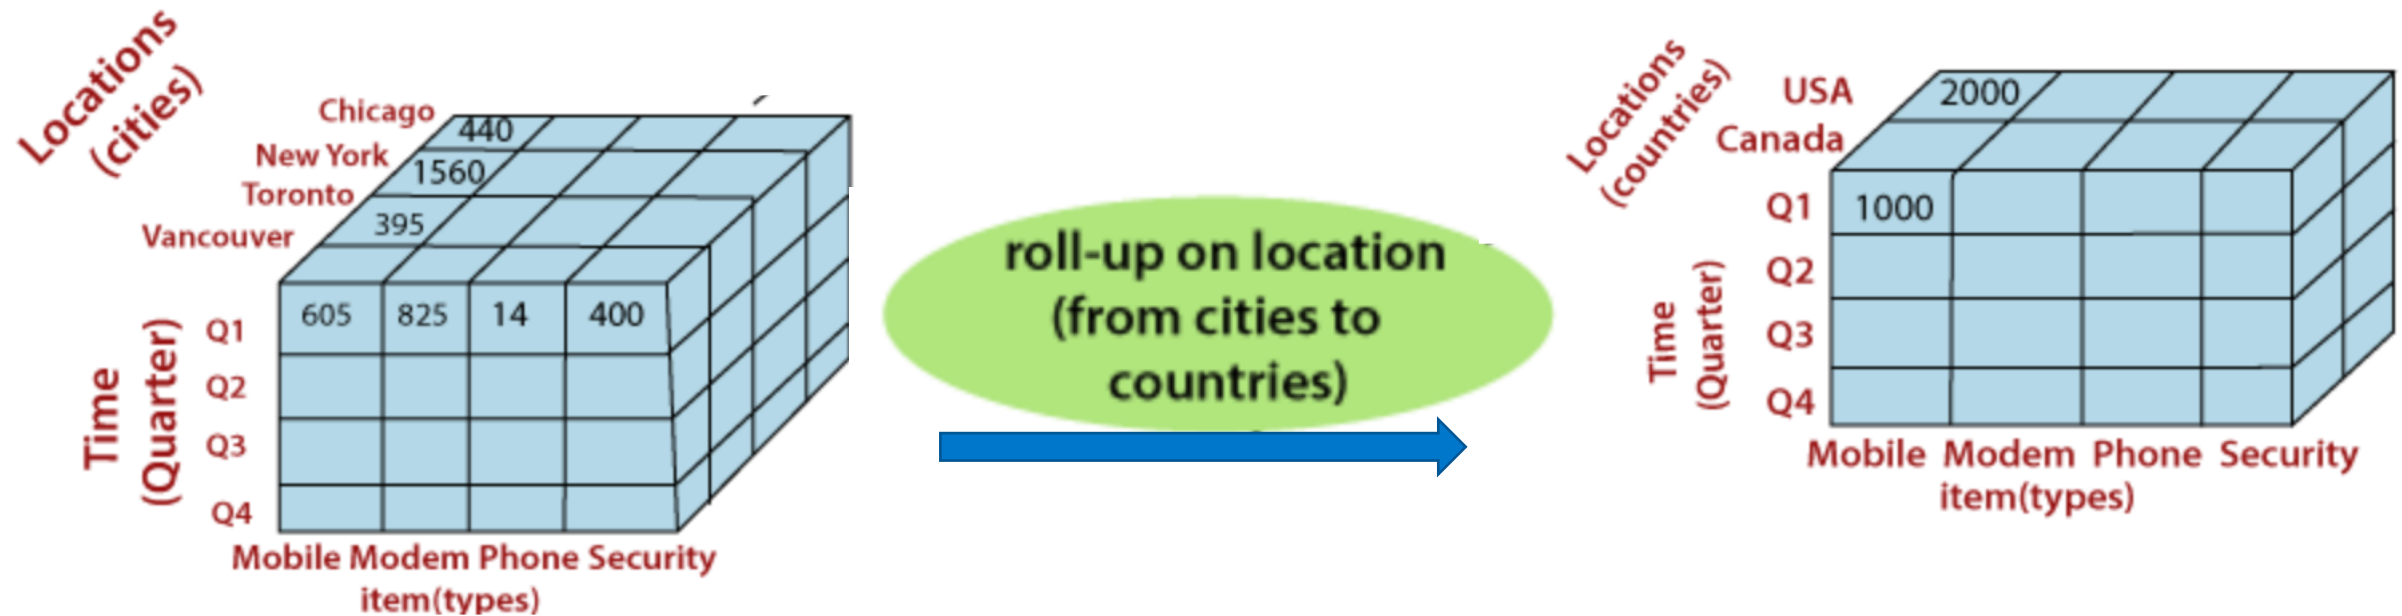 Locations
(cities)
Chicago
New York
Toronto
Vancouver
440
1560
395
605 825 14 400
Time
(Quarter)
Q1
Q2
Q3
Q4
Mobile Modem Phone Security
item(types)
roll-up on location
(from cities to
countries)
Locations
(countries)
USA
Canada
2000
1000
Time
(Quarter)
Q1
Q2
Q3
Q4
Mobile Modem Phone Security
item(types)